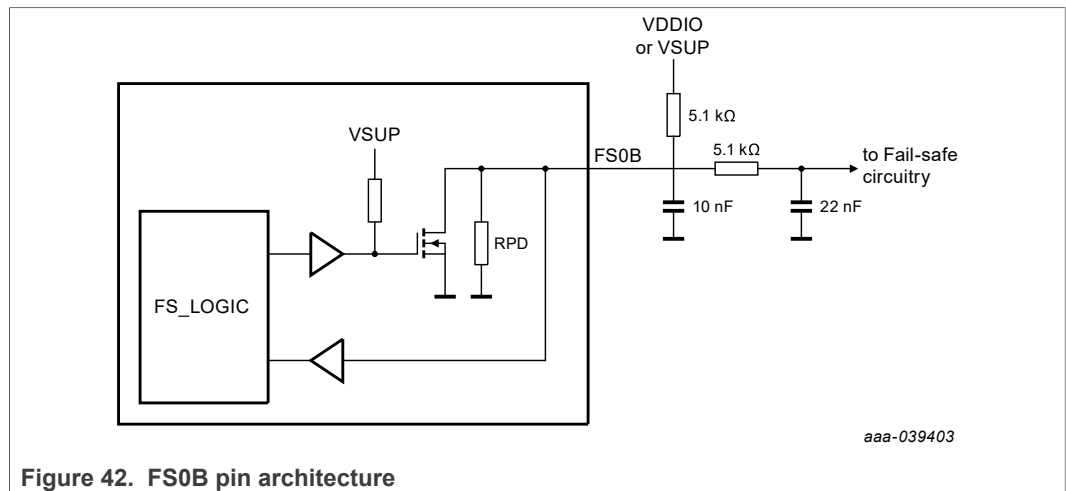 VDDIO
or VSUP
5.1 kΩ
VSUP
FS0B
5.1 kΩ
to Fail-safe
circuitry
10 nF
22 nF
RPD
FS_LOGIC
aaa-039403
Figure 42. FS0B pin architecture